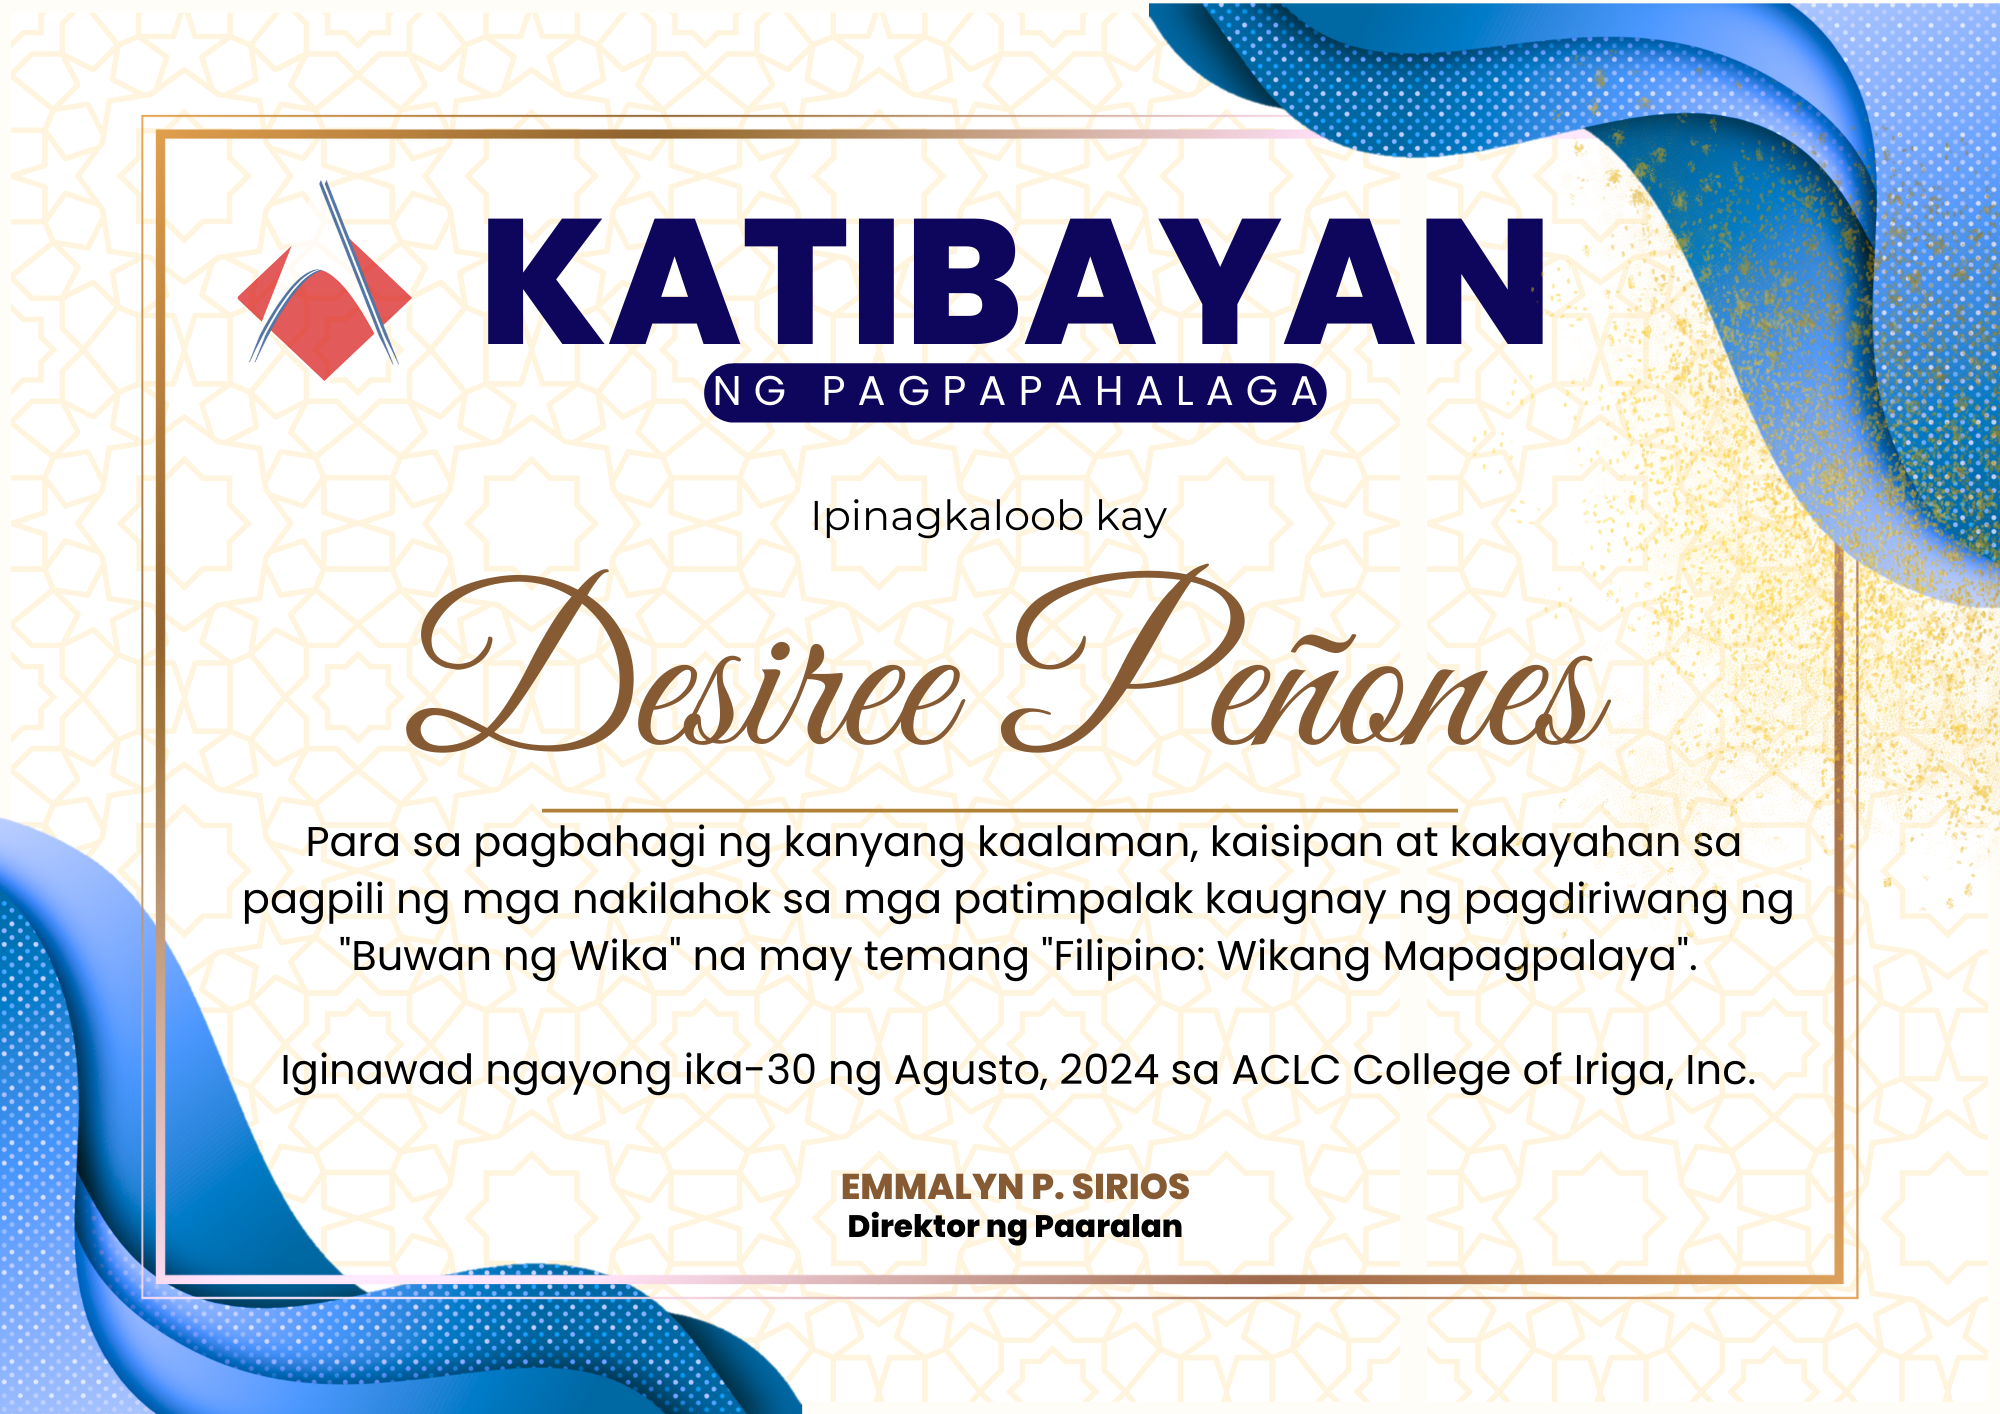 KATIBAYAN
NG PAGPAPAHALAGA
Ipinagkaloob kay
Desiree Peñones
Para sa pagbahagi ng kanyang kaalaman, kaisipan at kakayahan sa
pagpili ng mga nakilahok sa mga patimpalak kaugnay ng pagdiriwang ng
"Buwan ng Wika" na may temang "Filipino: Wikang Mapagpalaya".
Iginawad ngayong ika-30 ng Agusto, 2024 sa ACLC College of Iriga, Inc.
EMMALYN P. SIRIOS
Direktor ng Paaralan